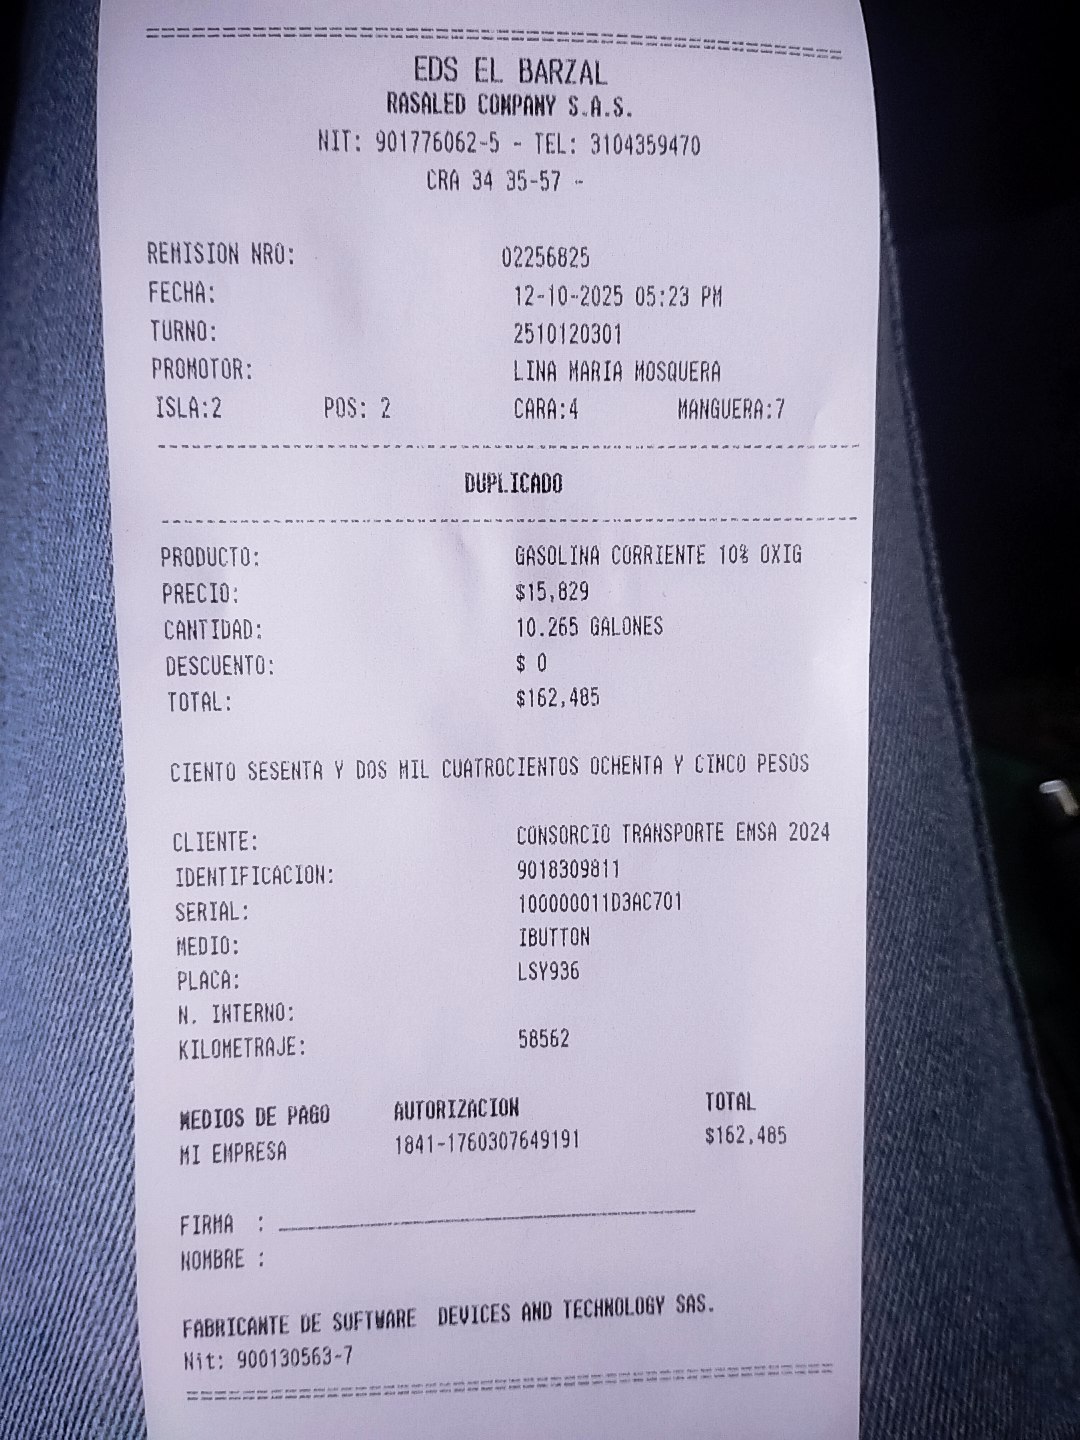 EDS EL BARZAL
RASALED COMPANY S.A.S.
NIT: 901776062-5 - TEL: 3104359470
CRA 34 35-57 -
REMISION NRO: 02256825
FECHA: 12-10-2025 05:23 PM
TURNO: 2510120301
PROMOTOR: LINA MARIA MOSQUERA
ISLA:2 POS: 2 CARA:4 MANGUERA:7
DUPLICADO
PRODUCTO: GASOLINA CORRIENTE 10% OXIG
PRECIO: $15,829
CANTIDAD: 10.265 GALONES
DESCUENTO: $ 0
TOTAL: $162,485
CIENTO SESENTA Y DOS MIL CUATROCIENTOS OCHENTA Y CINCO PESOS
CLIENTE: CONSORCIO TRANSPORTE EMSA 2024
IDENTIFICACION: 9018309811
SERIAL: 100000011D3AC701
MEDIO: IBUTTON
PLACA: LSY936
N. INTERNO:
KILOMETRAJE: 58562
MEDIOS DE PAGO AUTORIZACION TOTAL
MI EMPRESA 1841-1760307649191 $162,485
FIRMA :
NOMBRE :
FABRICANTE DE SOFTWARE DEVICES AND TECHNOLOGY SAS.
Nit: 900130563-7